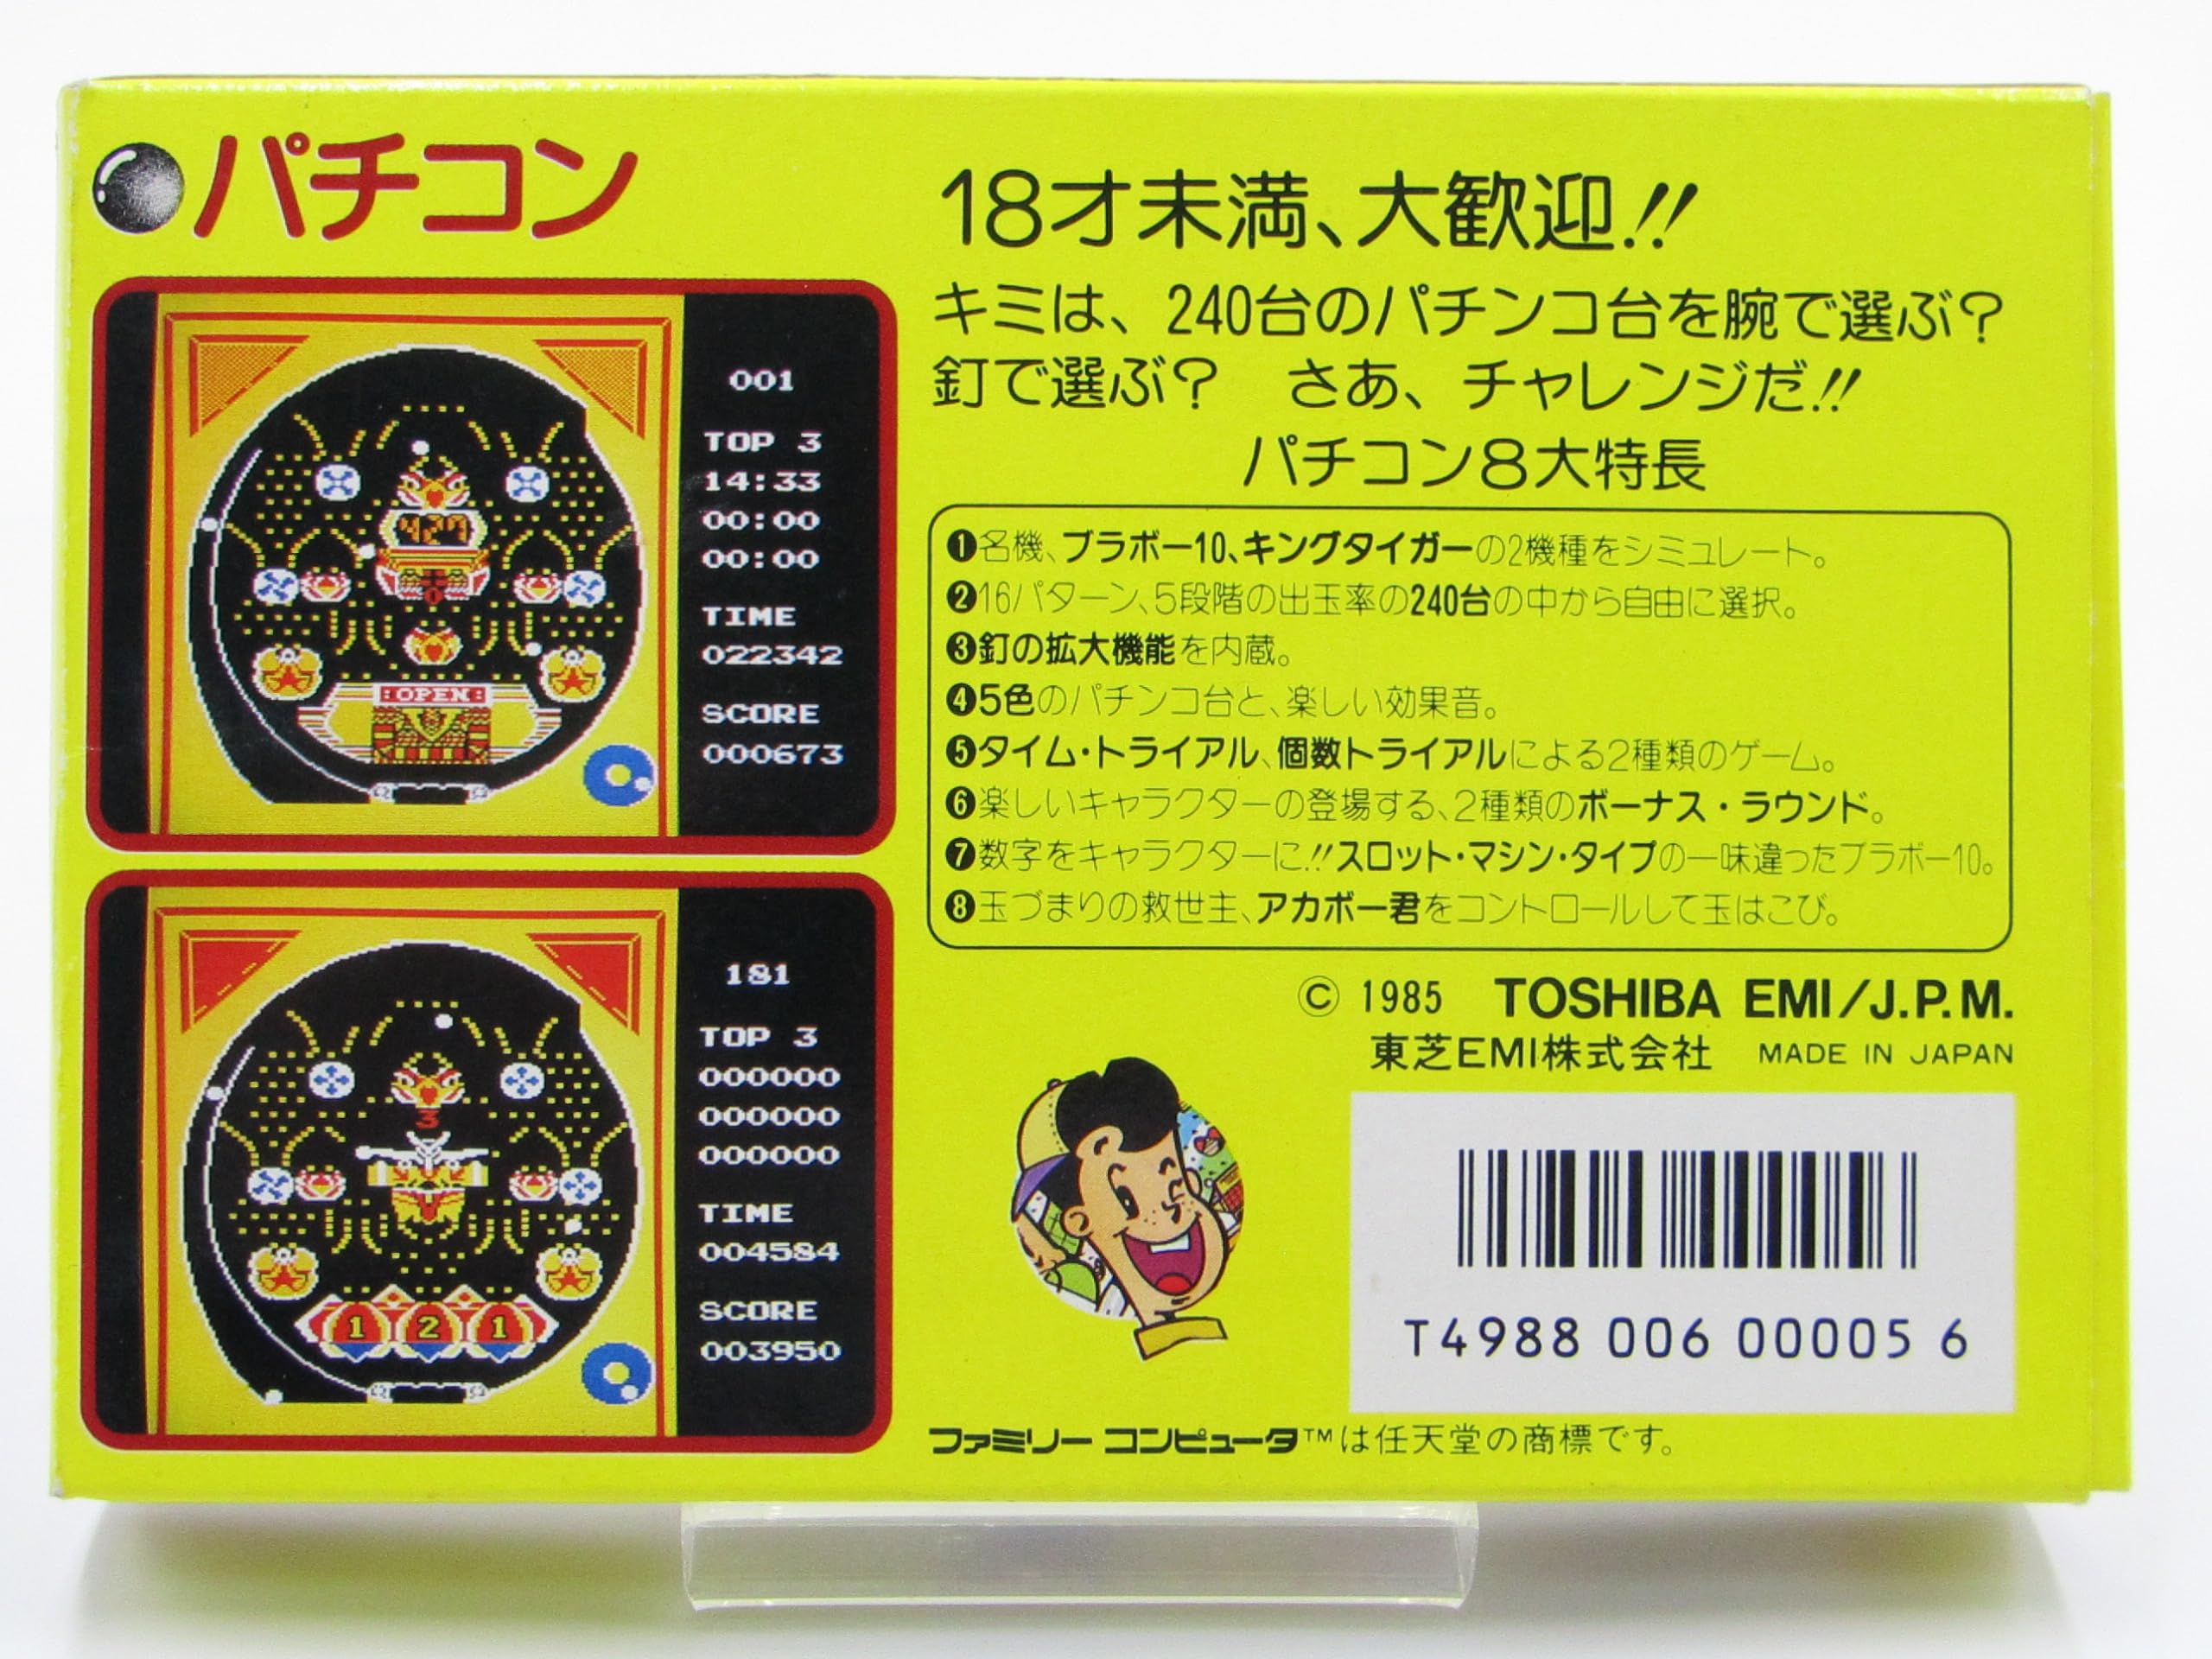 パチコン
001
TOP 3
14:33
00:00
00:00
TIME
022342
SCORE
000673
OPEN
181
TOP 3
000000
000000
000000
TIME
004584
SCORE
003950
3
1 2 1
18才未満、大歓迎!!
キミは、240台のパチンコ台を腕で選ぶ?
釘で選ぶ? さあ、チャレンジだ!!
パチコン8大特長
❶名機、ブラボー10、キングタイガーの2機種をシミュレート。
❷16パターン、5段階の出玉率の240台の中から自由に選択。
❸釘の拡大機能を内蔵。
❹5色のパチンコ台と、楽しい効果音。
❺タイム・トライアル、個数トライアルによる2種類のゲーム。
❻楽しいキャラクターの登場する、2種類のボーナス・ラウンド。
❼数字をキャラクターに!!スロット・マシン・タイプの一味違ったブラボー10。
❽玉づまりの救世主、アカボー君をコントロールして玉はこび。
© 1985 TOSHIBA EMI/J.P.M.
東芝EMI株式会社 MADE IN JAPAN
T4988 006 00005 6
ファミリーコンピュータ™は任天堂の商標です。